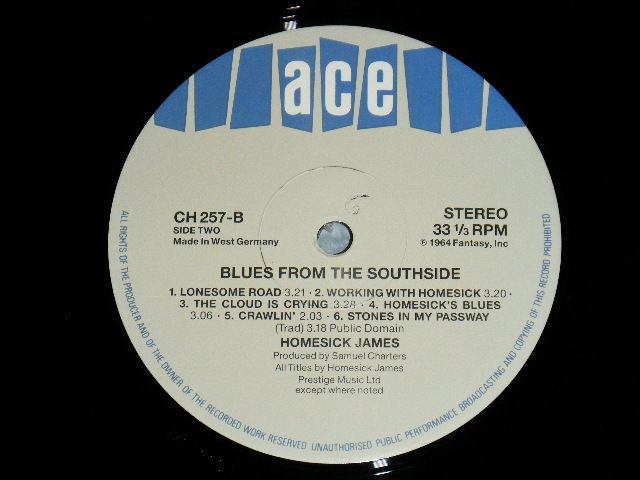 ace
CH 257-B
SIDE TWO
Made In West Germany
STEREO
33 1/3 RPM
℗ 1964 Fantasy, Inc
BLUES FROM THE SOUTHSIDE
1. LONESOME ROAD 3.21 · 2. WORKING WITH HOMESICK 3.20 ·
3. THE CLOUD IS CRYING 3.28 · 4. HOMESICK'S BLUES
3.06 · 5. CRAWLIN' 2.03 · 6. STONES IN MY PASSWAY
(Trad) 3.18 Public Domain
HOMESICK JAMES
Produced by Samuel Charters
All Titles by Homesick James
Prestige Music Ltd
except where noted
ALL RIGHTS OF THE PRODUCER AND OF THE OWNER OF THE RECORDED WORK RESERVED UNAUTHORISED PUBLIC PERFORMANCE BROADCASTING AND COPYING OF THIS RECORD PROHIBITED